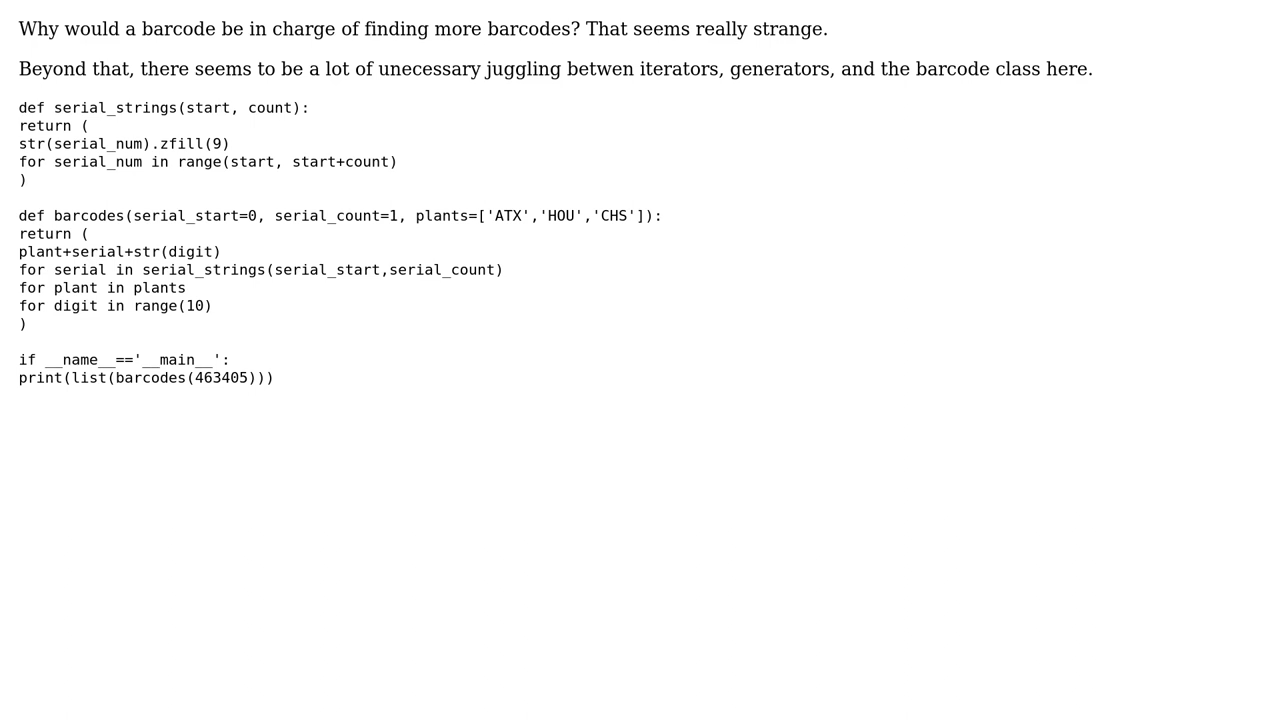 Why would a barcode be in charge of finding more barcodes? That seems really strange.
Beyond that, there seems to be a lot of unecessary juggling betwen iterators, generators, and the barcode class here.
def serial_strings(start, count):
return (
str(serial_num).zfill(9)
for serial_num in range(start, start+count)
)
def barcodes(serial_start=0, serial_count=1, plants=['ATX','HOU','CHS']):
return (
plant+serial+str(digit)
for serial in serial_strings(serial_start,serial_count)
for plant in plants
for digit in range(10)
)
if __name__=='__main__':
print(list(barcodes(463405)))